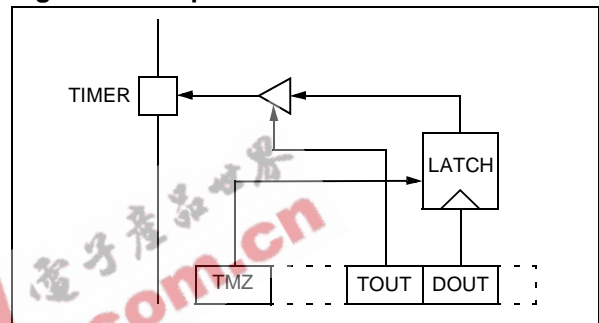 TIMER
LATCH
TMZ
TOUT
DOUT
電子產品世界
com.cn